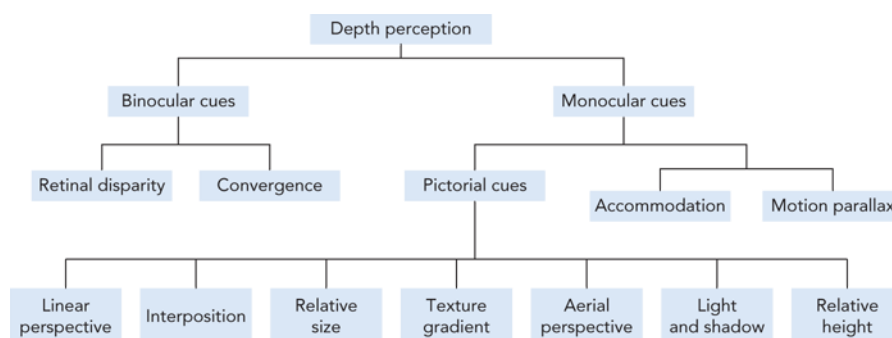 Depth perception
Binocular cues
Monocular cues
Retinal disparity
Convergence
Pictorial cues
Accommodation
Motion parallax
Linear
perspective
Interposition
Relative
size
Texture
gradient
Aerial
perspective
Light
and shadow
Relative
height